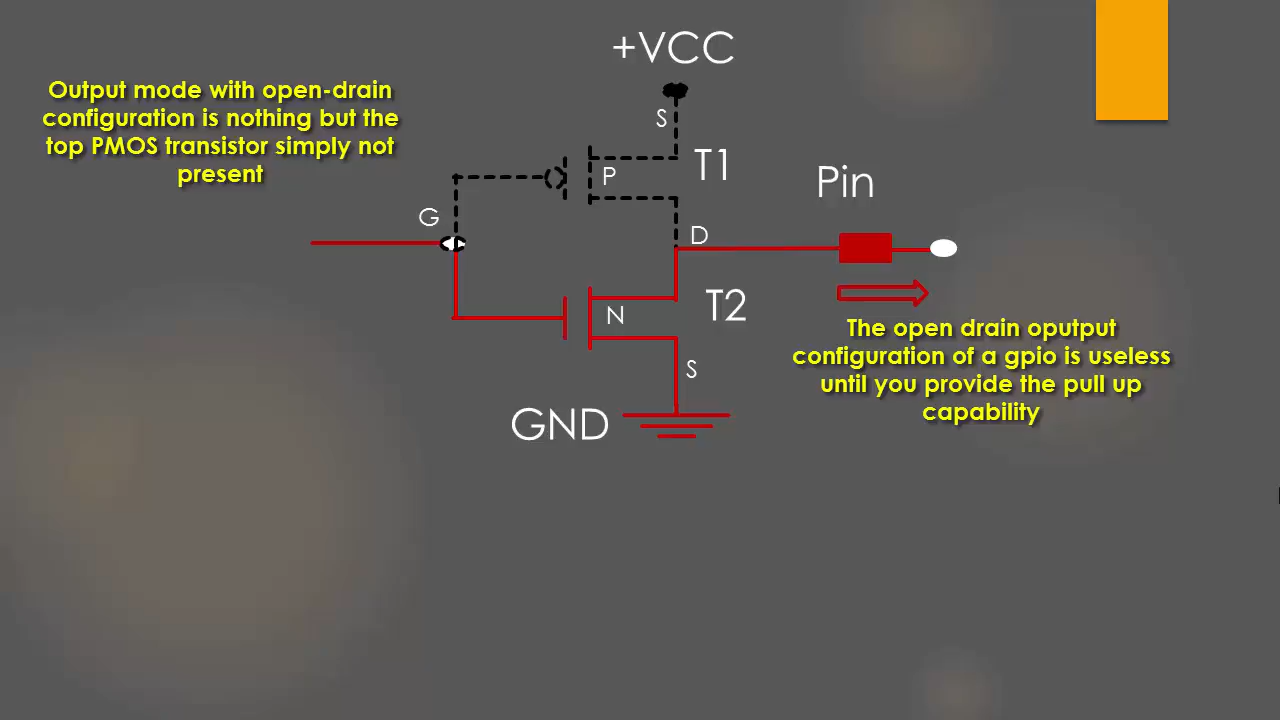 +VCC
Output mode with open-drain
configuration is nothing but the
top PMOS transistor simply not
present
S
P
T1
Pin
G
D
N
T2
The open drain oputput
configuration of a gpio is useless
until you provide the pull up
capability
S
GND